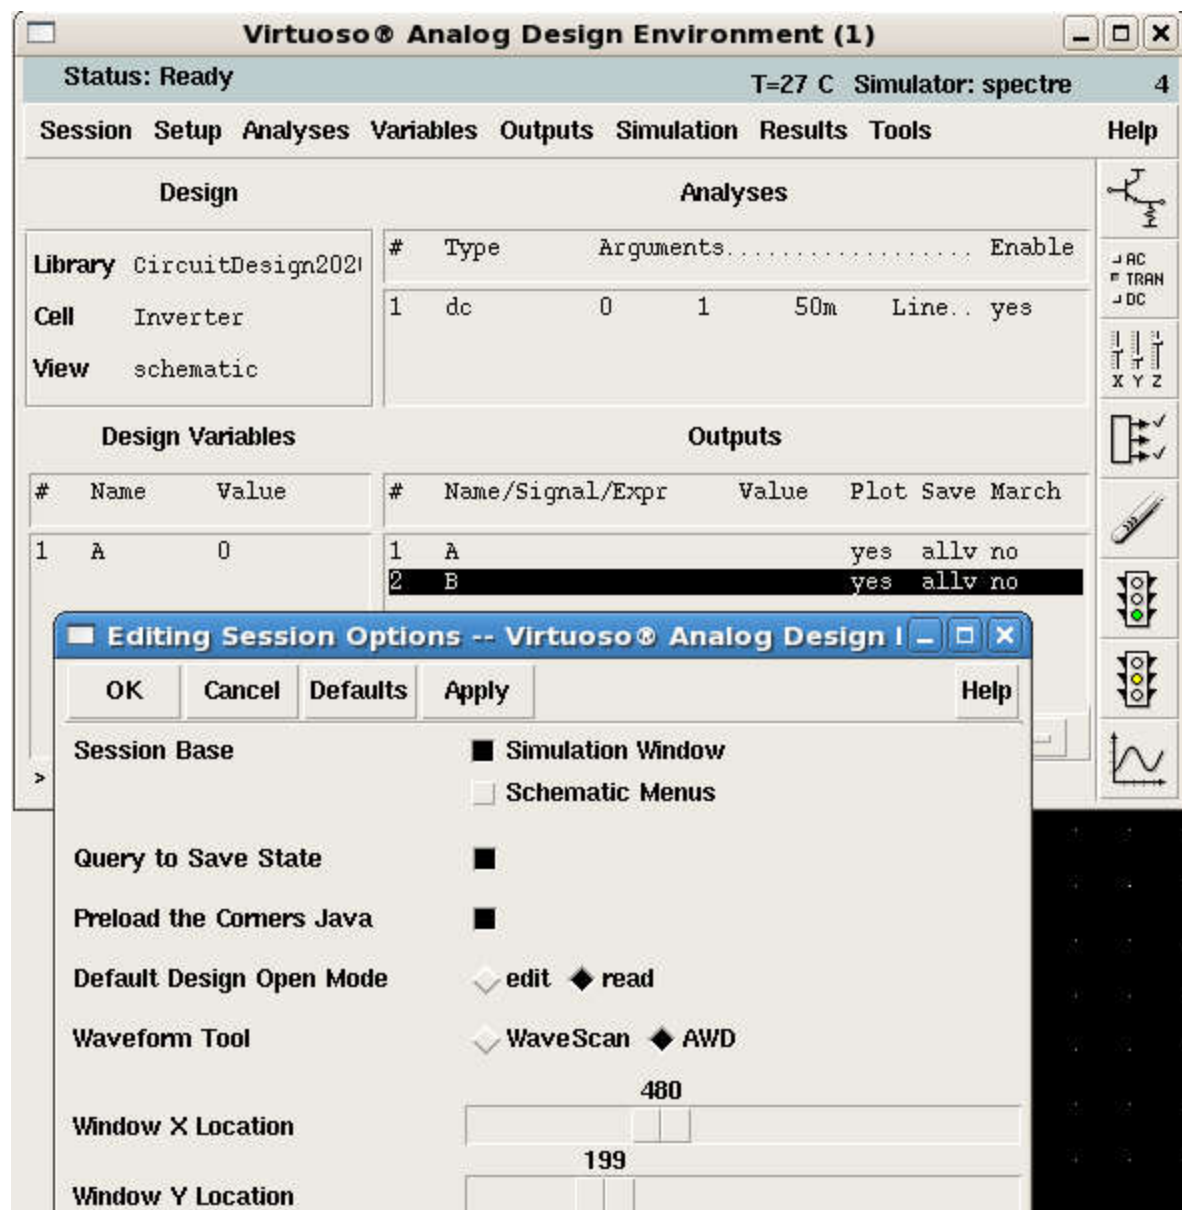 Virtuoso® Analog Design Environment (1)
Status: Ready T=27 C Simulator: spectre 4
Session Setup Analyses Variables Outputs Simulation Results Tools Help
Design
Analyses
Library CircuitDesign202
Cell Inverter
View schematic
# Type Arguments................... Enable
1 dc 0 1 50m Line.. yes
AC
TRAN
DC
X Y Z
Design Variables
Outputs
# Name Value
1 A 0
# Name/Signal/Expr Value Plot Save March
1 A yes allv no
2 B yes allv no
>
Editing Session Options -- Virtuoso® Analog Design
OK Cancel Defaults Apply Help
Session Base Simulation Window
Schematic Menus
Query to Save State
Preload the Corners Java
Default Design Open Mode edit read
Waveform Tool WaveScan AWD
480
Window X Location
199
Window Y Location